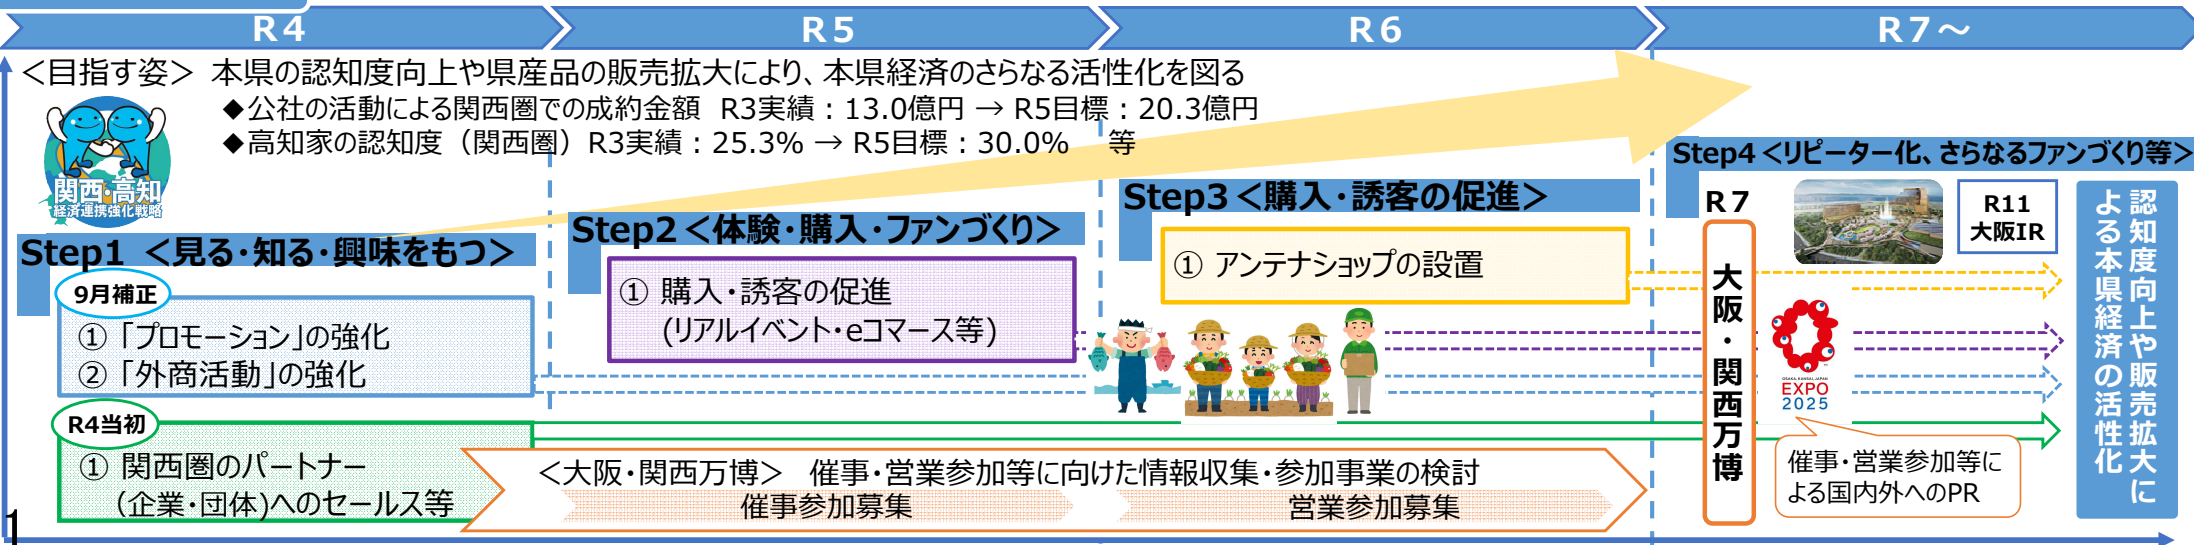 R4
R5
R6
R7～
＜目指す姿＞ 本県の認知度向上や県産品の販売拡大により、本県経済のさらなる活性化を図る
◆公社の活動による関西圏での成約金額 R3実績：13.0億円 → R5目標：20.3億円
◆高知家の認知度（関西圏）R3実績：25.3% → R5目標：30.0% 等
関西・高知
経済連携強化戦略
Step1 ＜見る・知る・興味をもつ＞
9月補正
① 「プロモーション」の強化
② 「外商活動」の強化
R4当初
① 関西圏のパートナー
（企業・団体)へのセールス等
Step2 ＜体験・購入・ファンづくり＞
① 購入・誘客の促進
(リアルイベント・eコマース等)
Step3 ＜購入・誘客の促進＞
① アンテナショップの設置
＜大阪・関西万博＞ 催事・営業参加等に向けた情報収集・参加事業の検討
催事参加募集
営業参加募集
Step4 ＜リピーター化、さらなるファンづくり等＞
R7
大阪・関西万博
R11
大阪IR
OSAKA, KANSAI, JAPAN
EXPO
2025
催事・営業参加等に
よる国内外へのPR
認知度向上や販売拡大に
よる本県経済の活性化
1